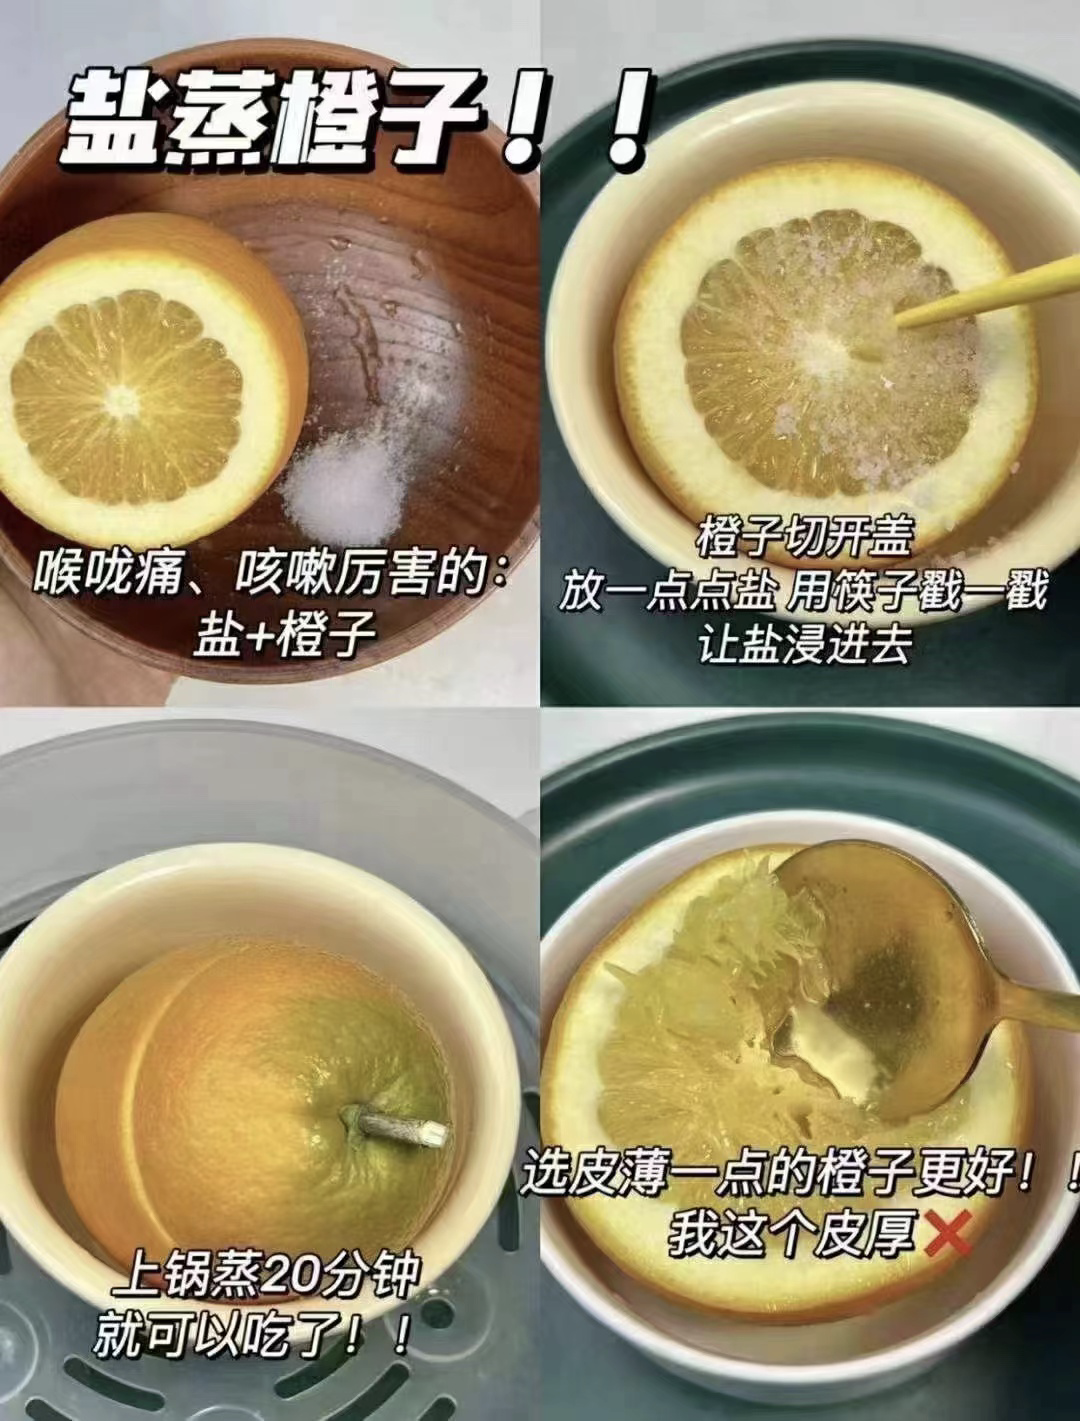 盐蒸橙子！！
喉咙痛、咳嗽厉害的：
盐+橙子
橙子切开盖
放一点点盐 用筷子戳一戳
让盐浸进去
上锅蒸20分钟
就可以吃了！！
选皮薄一点的橙子更好！！
我这个皮厚❌